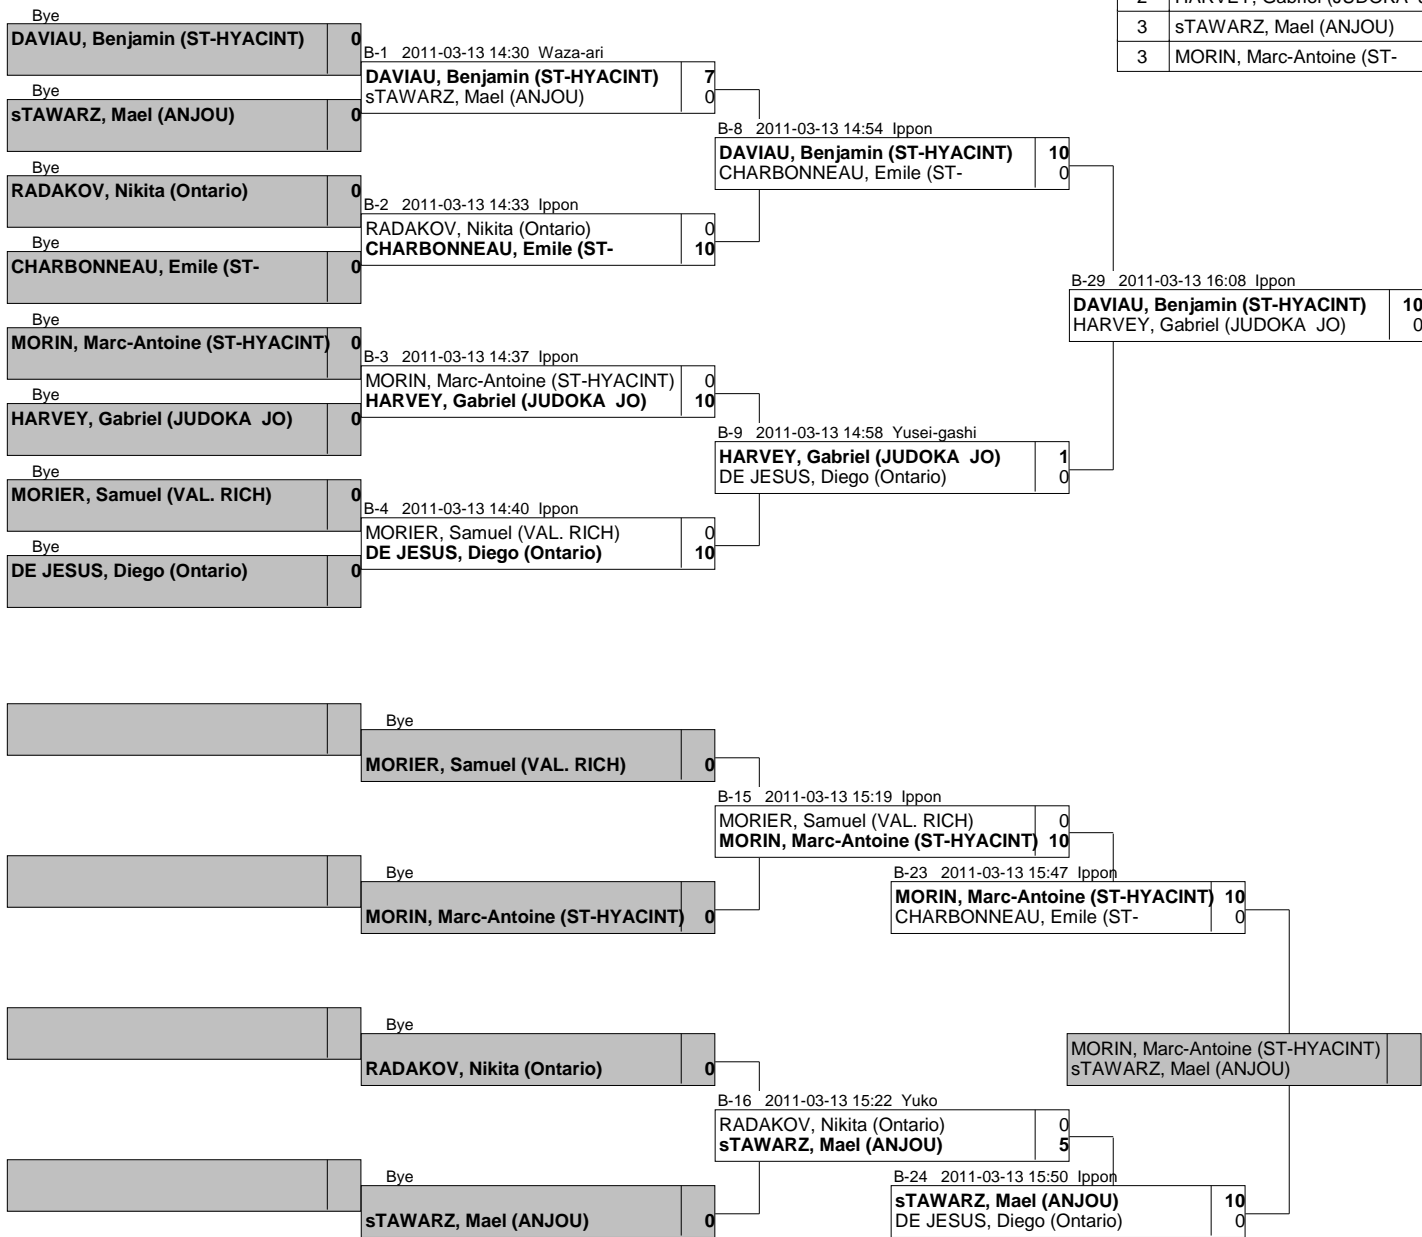 2 HARVEY, Gabriel (JUDOKA J
3 sTAWARZ, Mael (ANJOU)
3 MORIN, Marc-Antoine (ST-
Bye
DAVIAU, Benjamin (ST-HYACINT) 0
B-1 2011-03-13 14:30 Waza-ari
DAVIAU, Benjamin (ST-HYACINT) 7
sTAWARZ, Mael (ANJOU) 0
Bye
sTAWARZ, Mael (ANJOU) 0
B-8 2011-03-13 14:54 Ippon
DAVIAU, Benjamin (ST-HYACINT) 10
CHARBONNEAU, Emile (ST- 0
Bye
RADAKOV, Nikita (Ontario) 0
B-2 2011-03-13 14:33 Ippon
RADAKOV, Nikita (Ontario) 0
CHARBONNEAU, Emile (ST- 10
Bye
CHARBONNEAU, Emile (ST- 0
B-29 2011-03-13 16:08 Ippon
DAVIAU, Benjamin (ST-HYACINT) 10
HARVEY, Gabriel (JUDOKA JO) 0
Bye
MORIN, Marc-Antoine (ST-HYACINT) 0
B-3 2011-03-13 14:37 Ippon
MORIN, Marc-Antoine (ST-HYACINT) 0
HARVEY, Gabriel (JUDOKA JO) 10
Bye
HARVEY, Gabriel (JUDOKA JO) 0
B-9 2011-03-13 14:58 Yusei-gashi
HARVEY, Gabriel (JUDOKA JO) 1
DE JESUS, Diego (Ontario) 0
Bye
MORIER, Samuel (VAL. RICH) 0
B-4 2011-03-13 14:40 Ippon
MORIER, Samuel (VAL. RICH) 0
DE JESUS, Diego (Ontario) 10
Bye
DE JESUS, Diego (Ontario) 0
Bye
MORIER, Samuel (VAL. RICH) 0
B-15 2011-03-13 15:19 Ippon
MORIER, Samuel (VAL. RICH) 0
MORIN, Marc-Antoine (ST-HYACINT) 10
Bye
MORIN, Marc-Antoine (ST-HYACINT) 0
B-23 2011-03-13 15:47 Ippon
MORIN, Marc-Antoine (ST-HYACINT) 10
CHARBONNEAU, Emile (ST- 0
Bye
RADAKOV, Nikita (Ontario) 0
MORIN, Marc-Antoine (ST-HYACINT)
sTAWARZ, Mael (ANJOU)
B-16 2011-03-13 15:22 Yuko
RADAKOV, Nikita (Ontario) 0
sTAWARZ, Mael (ANJOU) 5
Bye
sTAWARZ, Mael (ANJOU) 0
B-24 2011-03-13 15:50 Ippon
sTAWARZ, Mael (ANJOU) 10
DE JESUS, Diego (Ontario) 0